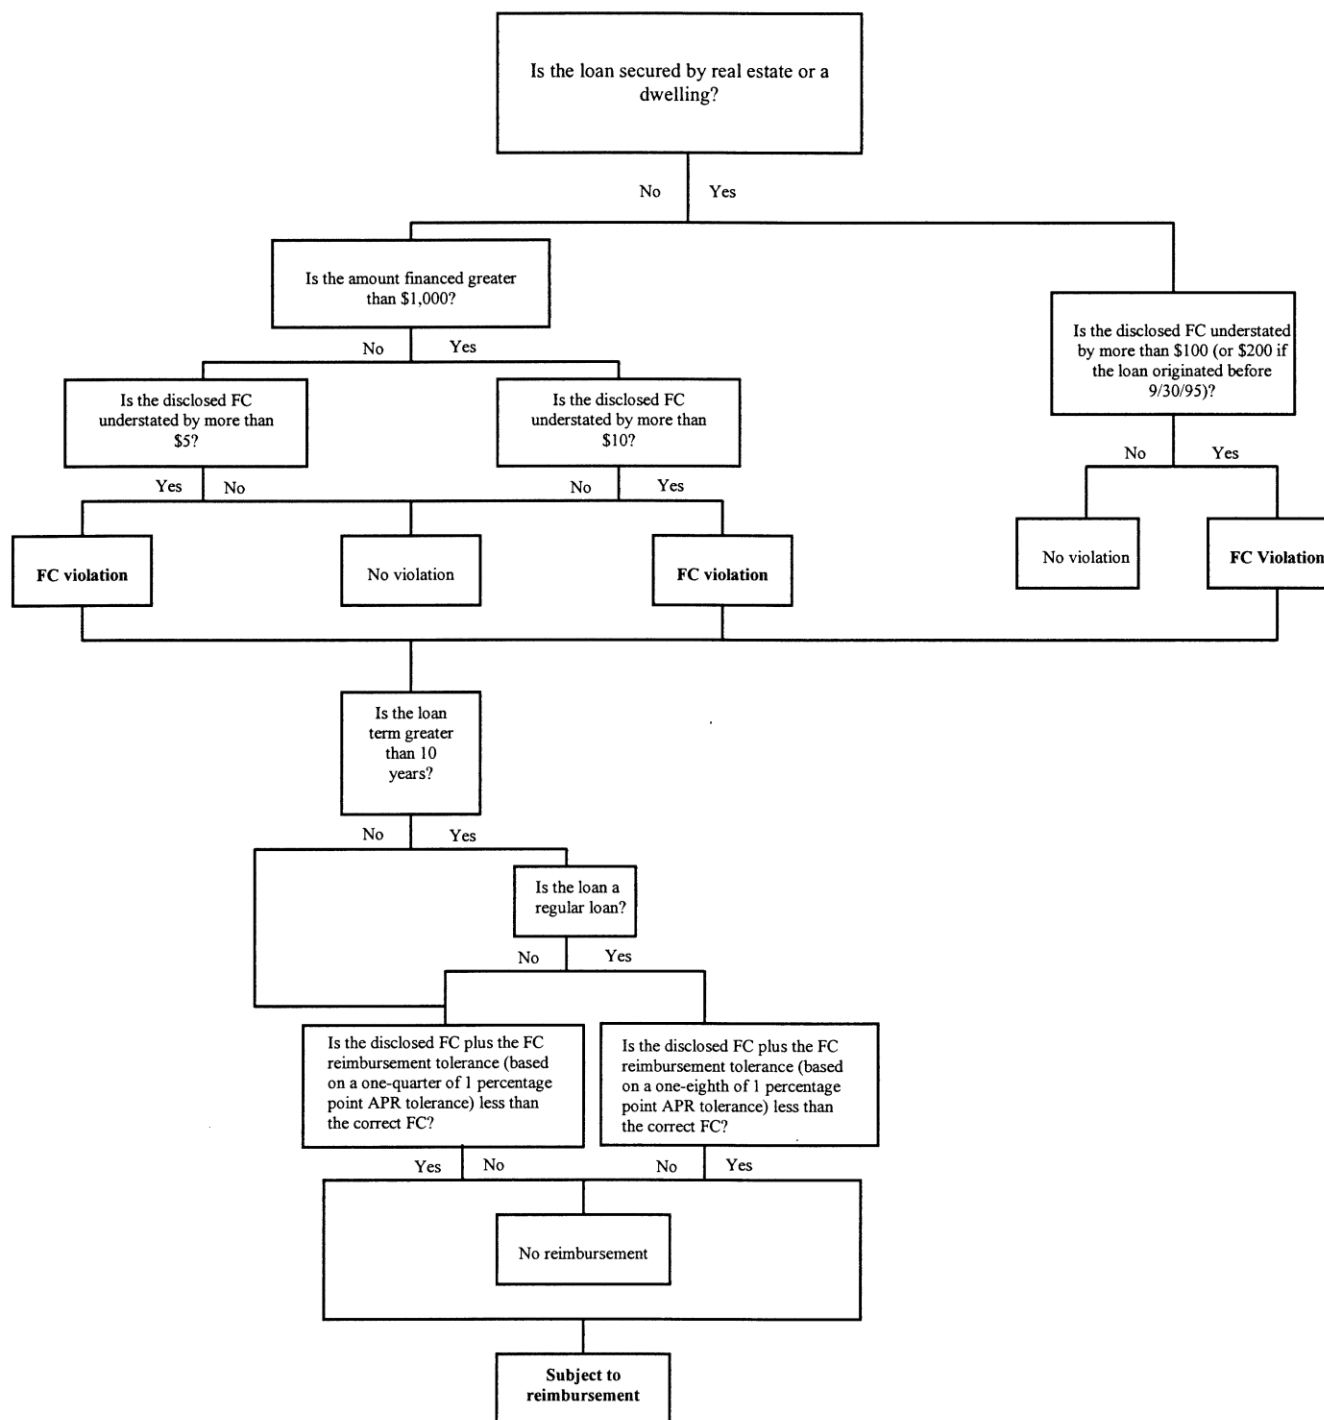 Is the loan secured by real estate or a
dwelling?
No
Yes
Is the amount financed greater
than $1,000?
Is the disclosed FC understated
by more than $100 (or $200 if
the loan originated before
9/30/95)?
No
Yes
Is the disclosed FC
understated by more than
$5?
Is the disclosed FC
understated by more than
$10?
No
Yes
Yes
No
No
Yes
FC violation
No violation
FC violation
No violation
FC Violation
Is the loan
term greater
than 10
years?
No
Yes
Is the loan a
regular loan?
No
Yes
Is the disclosed FC plus the FC
reimbursement tolerance (based
on a one-quarter of 1 percentage
point APR tolerance) less than
the correct FC?
Is the disclosed FC plus the FC
reimbursement tolerance (based
on a one-eighth of 1 percentage
point APR tolerance) less than
the correct FC?
Yes
No
No
Yes
No reimbursement
Subject to
reimbursement